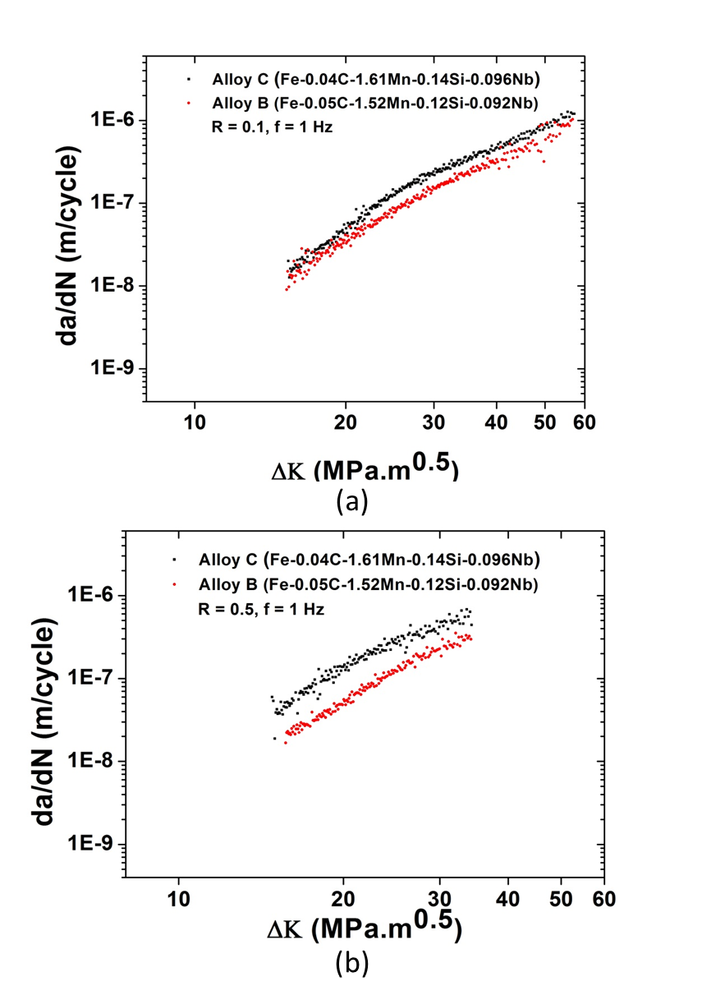 Alloy C (Fe-0.04C-1.61Mn-0.14Si-0.096Nb)
Alloy B (Fe-0.05C-1.52Mn-0.12Si-0.092Nb)
R = 0.1, f = 1 Hz
1E-6
1E-7
1E-8
1E-9
da/dN (m/cycle)
10 20 30 40 50 60
ΔK (MPa.m0.5)
(a)
Alloy C (Fe-0.04C-1.61Mn-0.14Si-0.096Nb)
Alloy B (Fe-0.05C-1.52Mn-0.12Si-0.092Nb)
R = 0.5, f = 1 Hz
1E-6
1E-7
1E-8
1E-9
da/dN (m/cycle)
10 20 30 40 50 60
ΔK (MPa.m0.5)
(b)